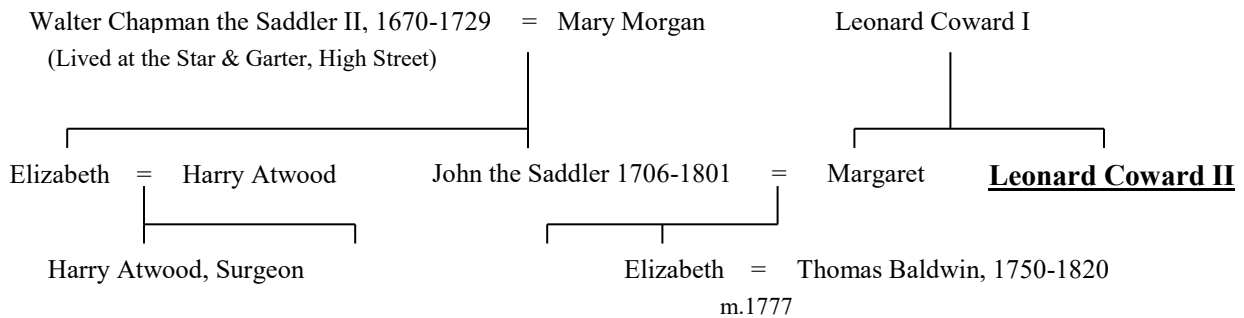 Walter Chapman the Saddler II, 1670-1729 = Mary Morgan Leonard Coward I
(Lived at the Star & Garter, High Street)
Elizabeth = Harry Atwood John the Saddler 1706-1801 = Margaret Leonard Coward II
Harry Atwood, Surgeon Elizabeth = Thomas Baldwin, 1750-1820
m.1777